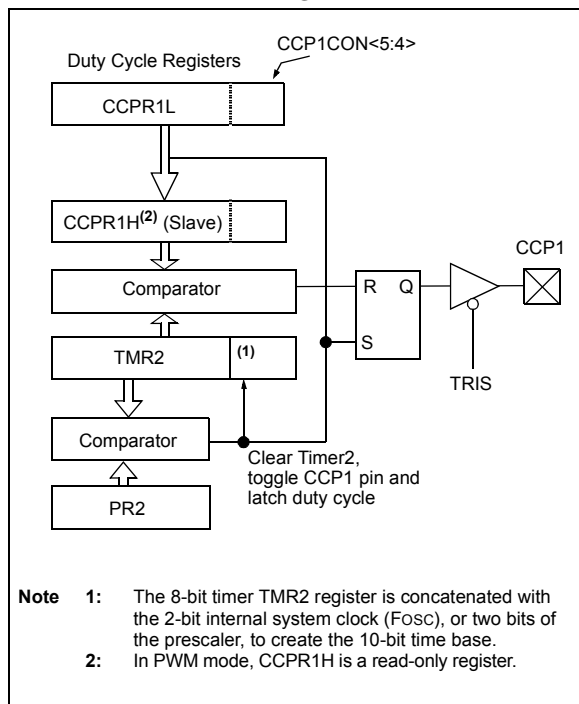 CCP1CON<5:4>
Duty Cycle Registers
CCPR1L
CCPR1H(2) (Slave)
CCP1
Comparator
R Q
TMR2
(1)
S
TRIS
Comparator
Clear Timer2,
toggle CCP1 pin and
latch duty cycle
PR2
Note 1: The 8-bit timer TMR2 register is concatenated with
the 2-bit internal system clock (FOSC), or two bits of
the prescaler, to create the 10-bit time base.
2: In PWM mode, CCPR1H is a read-only register.